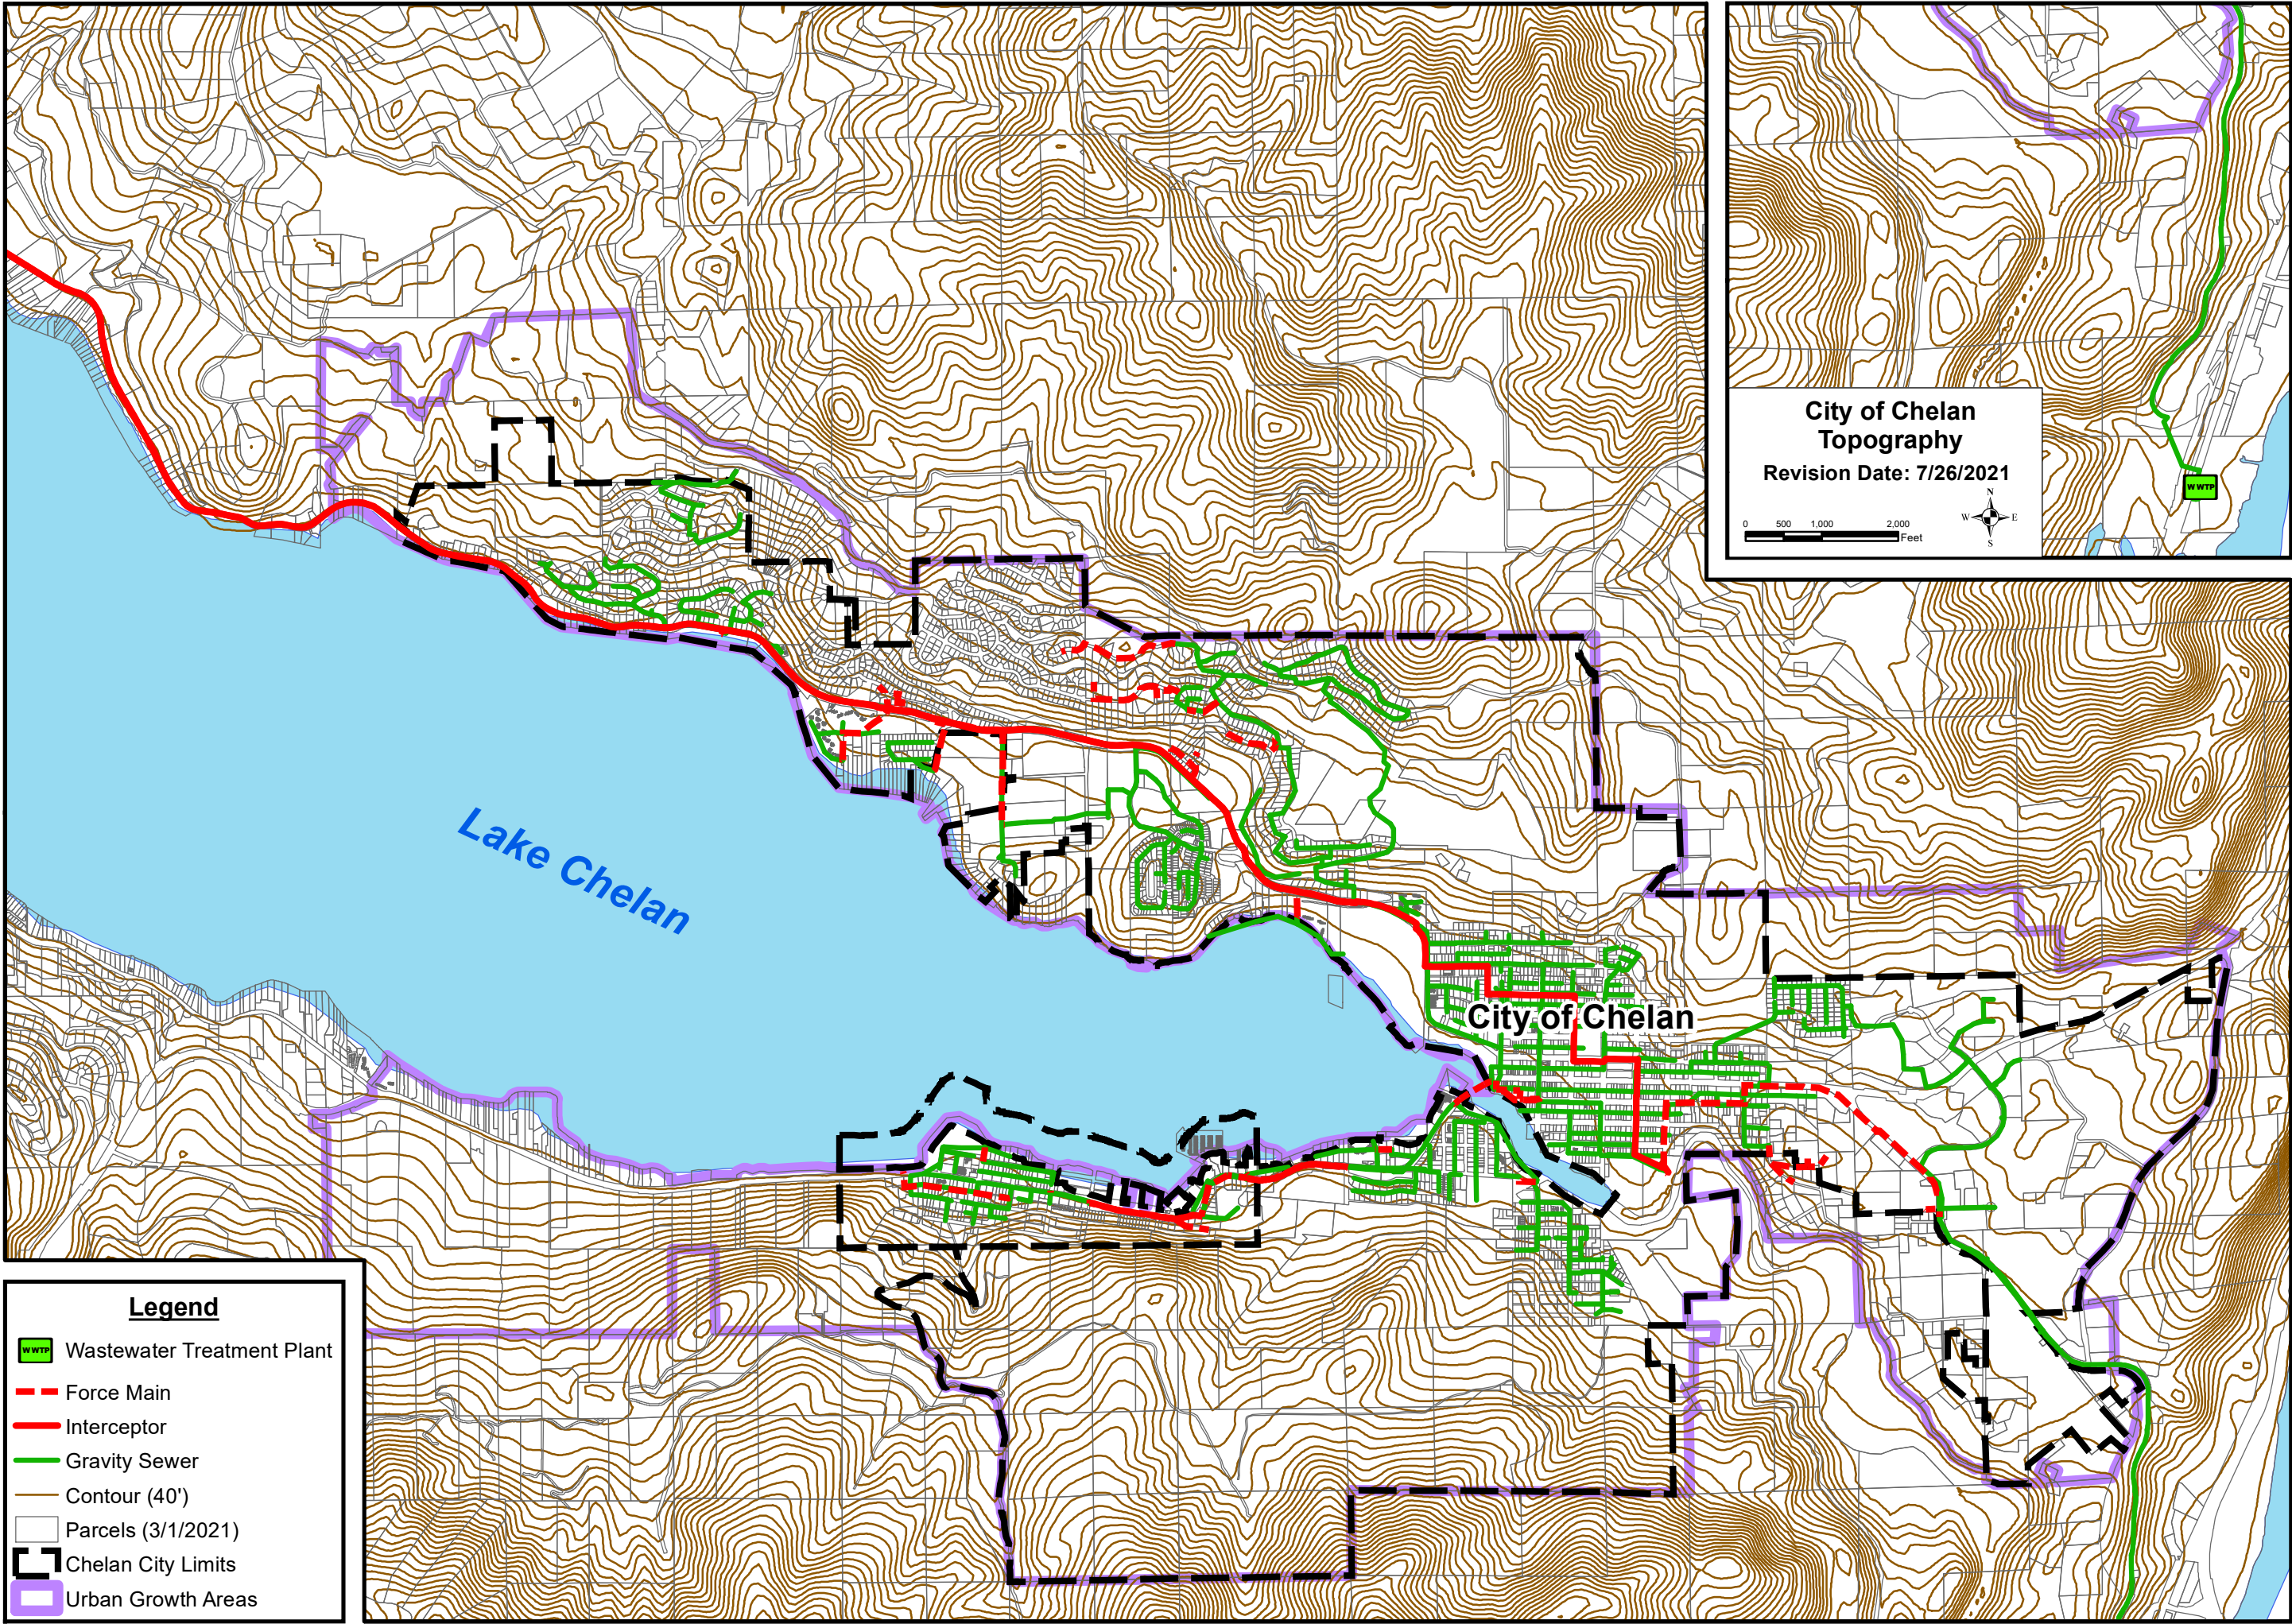 City of Chelan
Topography
Revision Date: 7/26/2021
N
W E
S
0 500 1,000 2,000
Feet
WWTP
Lake Chelan
City of Chelan
Legend
WWTP Wastewater Treatment Plant
Force Main
Interceptor
Gravity Sewer
Contour (40')
Parcels (3/1/2021)
Chelan City Limits
Urban Growth Areas